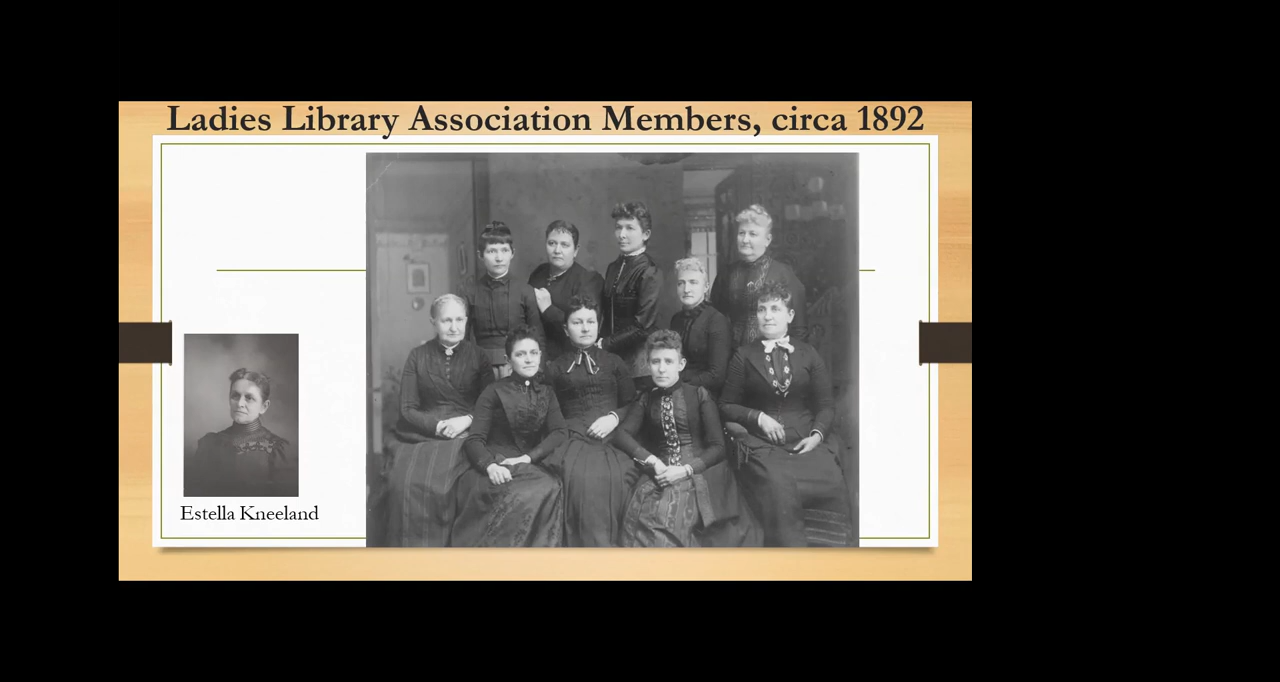 Ladies Library Association Members, circa 1892
Estella Kneeland